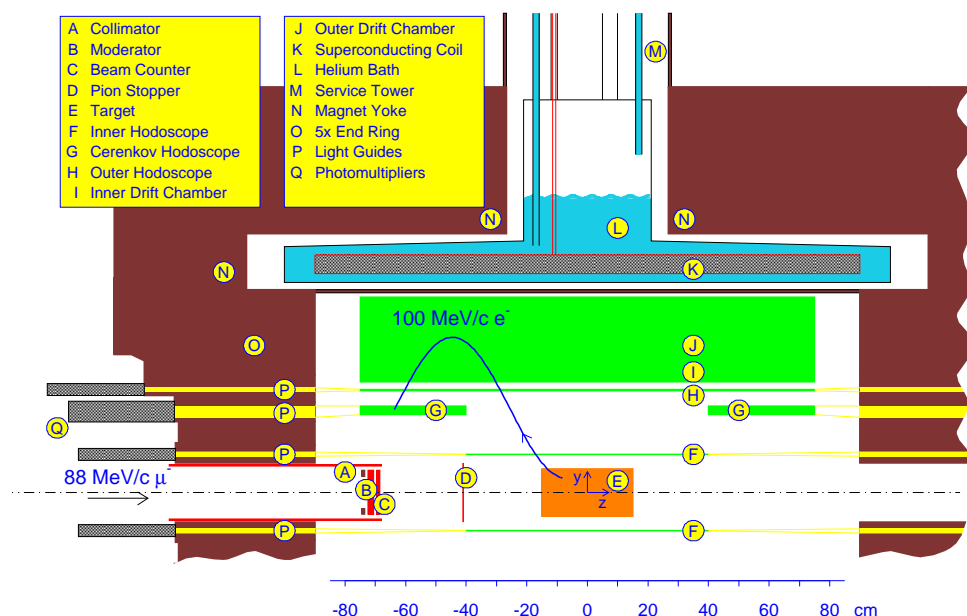 A Collimator
B Moderator
C Beam Counter
D Pion Stopper
E Target
F Inner Hodoscope
G Cerenkov Hodoscope
H Outer Hodoscope
I Inner Drift Chamber
J Outer Drift Chamber
K Superconducting Coil
L Helium Bath
M Service Tower
N Magnet Yoke
O 5x End Ring
P Light Guides
Q Photomultipliers
M
N
N
L
K
N
100 MeV/c e-
O
J
I
P
H
P
G
G
Q
P
F
88 MeV/c μ-
A
D
E
B
y
C
z
P
F
-80 -60 -40 -20 0 20 40 60 80 cm